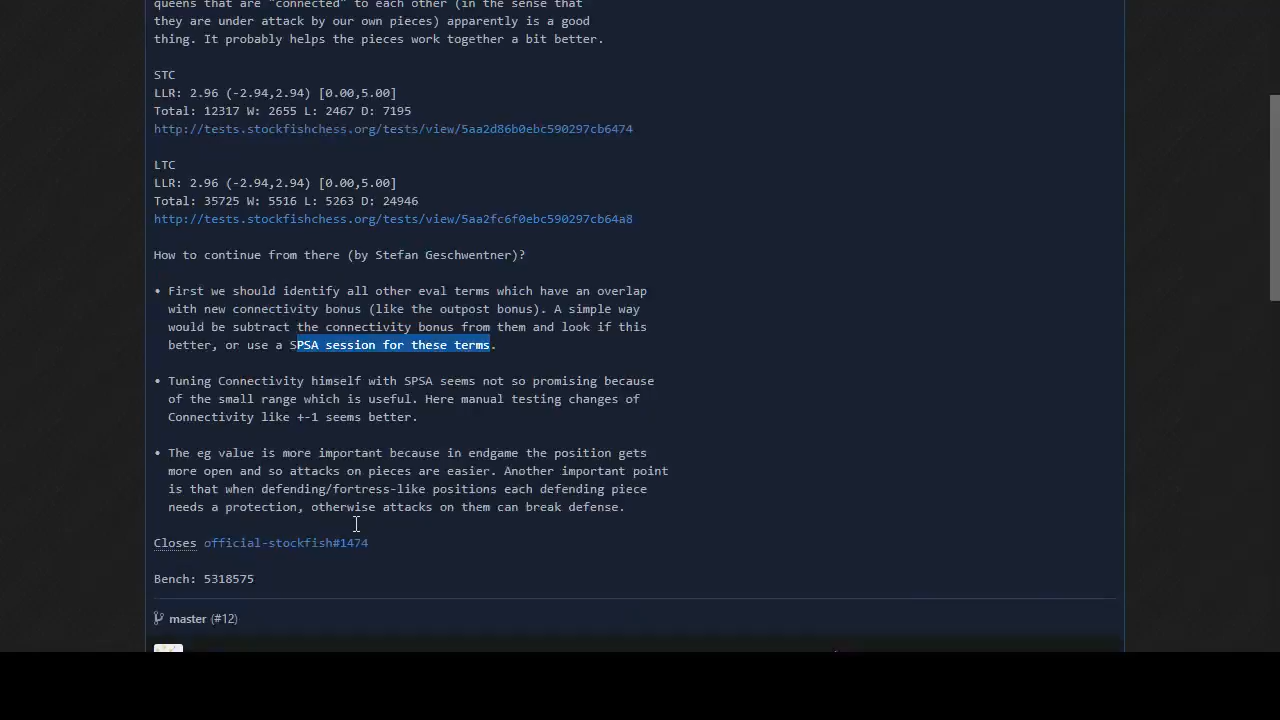 queens that are "connected" to each other (in the sense that
they are under attack by our own pieces) apparently is a good
thing. It probably helps the pieces work together a bit better.
STC
LLR: 2.96 (-2.94,2.94) [0.00,5.00]
Total: 12317 W: 2655 L: 2467 D: 7195
http://tests.stockfishchess.org/tests/view/5aa2d86b0ebc590297cb6474
LTC
LLR: 2.96 (-2.94,2.94) [0.00,5.00]
Total: 35725 W: 5516 L: 5263 D: 24946
http://tests.stockfishchess.org/tests/view/5aa2fc6f0ebc590297cb64a8
How to continue from there (by Stefan Geschwentner)?
• First we should identify all other eval terms which have an overlap
with new connectivity bonus (like the outpost bonus). A simple way
would be subtract the connectivity bonus from them and look if this
better, or use a SPSA session for these terms.
• Tuning Connectivity himself with SPSA seems not so promising because
of the small range which is useful. Here manual testing changes of
Connectivity like +-1 seems better.
• The eg value is more important because in endgame the position gets
more open and so attacks on pieces are easier. Another important point
is that when defending/fortress-like positions each defending piece
needs a protection, otherwise attacks on them can break defense.
Closes official-stockfish#1474
Bench: 5318575
master (#12)